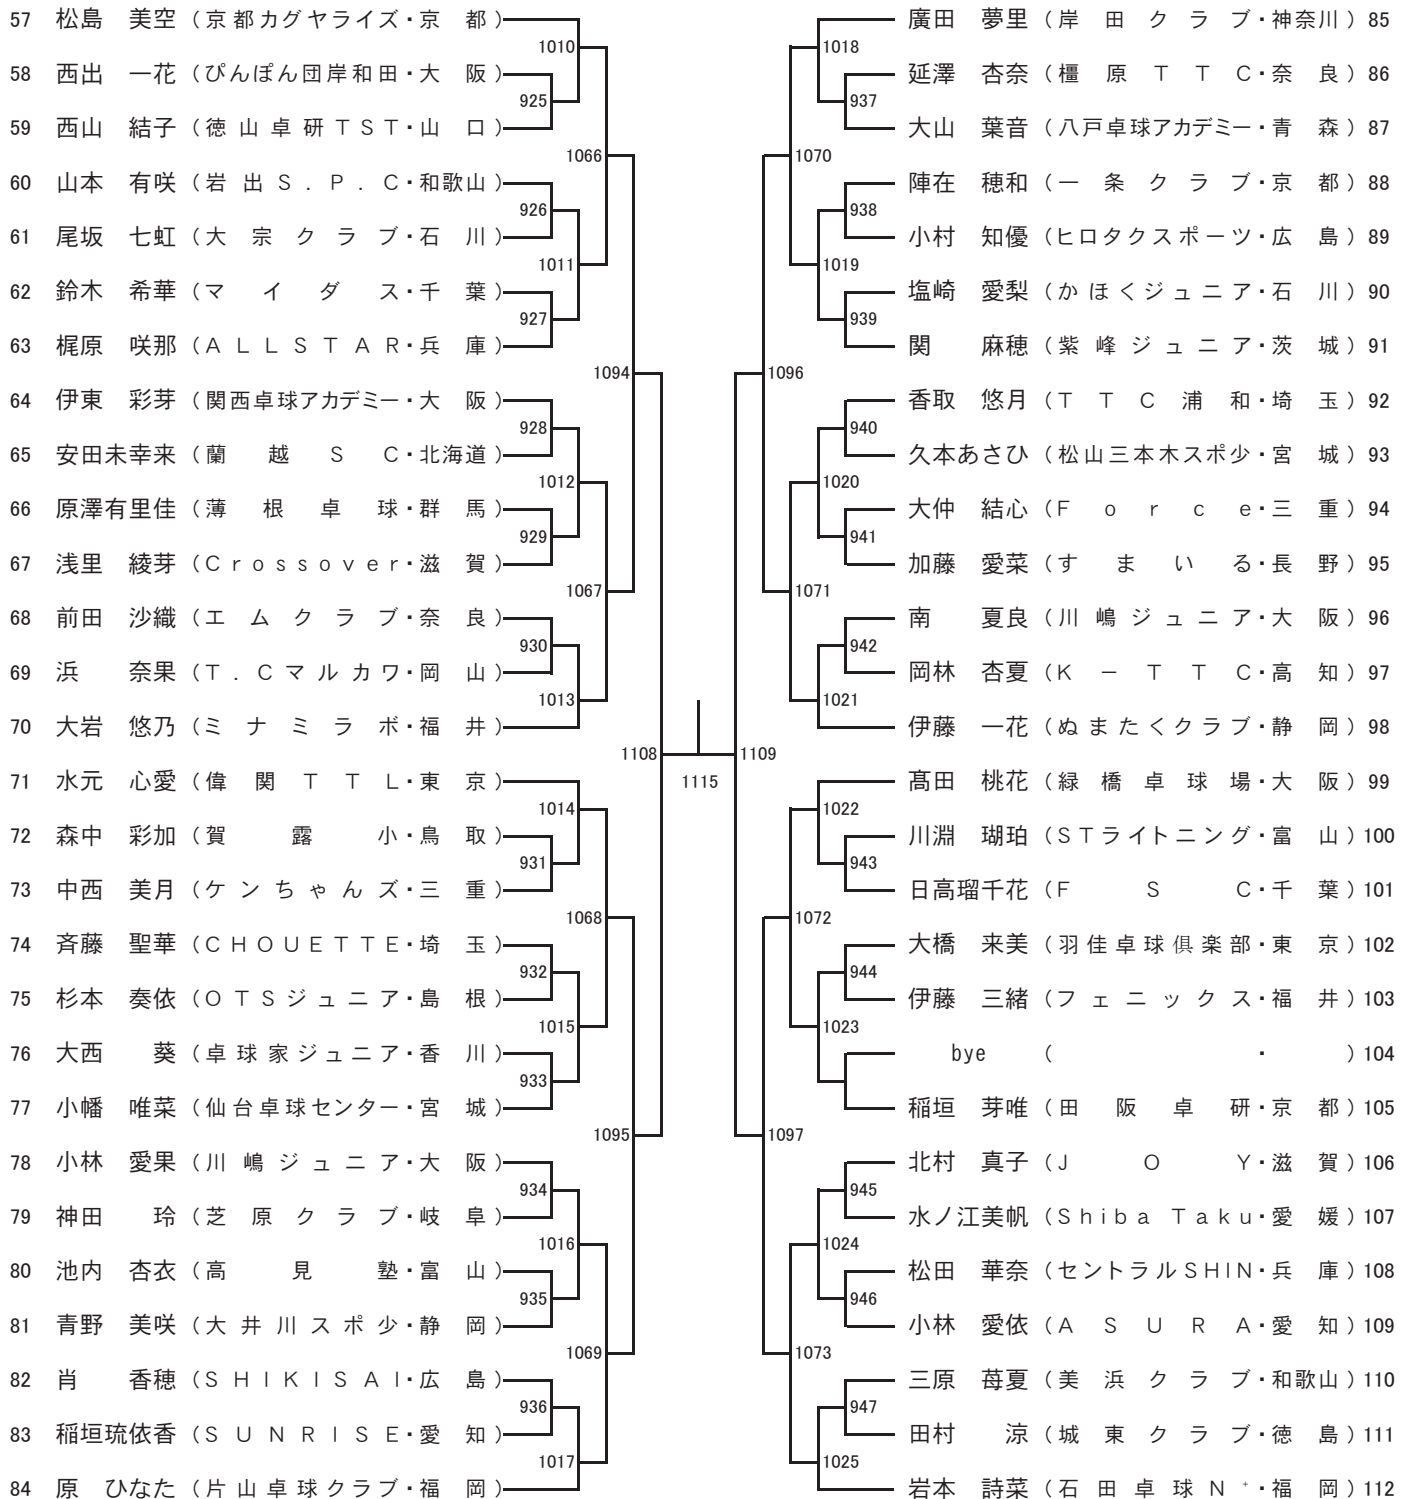 57 松島 美空 (京都カグヤライズ・京 都)
1010
58 西出 一花 (ぴんぽん団岸和田・大 阪)
925
59 西山 結子 (徳山卓研TST・山 口)
1066
60 山本 有咲 (岩出S.P.C・和歌山)
926
61 尾坂 七虹 (大宗クラブ・石 川)
1011
62 鈴木 希華 (マイダス・千 葉)
927
63 梶原 咲那 (ALLSTAR・兵 庫)
1094
64 伊東 彩芽 (関西卓球アカデミー・大 阪)
928
65 安田未幸来 (蘭越SC・北海道)
1012
66 原澤有里佳 (薄根卓球・群 馬)
929
67 浅里 綾芽 (Crossover・滋 賀)
1067
68 前田 沙織 (エムクラブ・奈 良)
930
69 浜 奈果 (T.Cマルカワ・岡 山)
1013
70 大岩 悠乃 (ミナミラボ・福 井)
1108
71 水元 心愛 (偉関TTL・東 京)
1014
72 森中 彩加 (賀露小・鳥 取)
931
73 中西 美月 (ケンちゃんズ・三 重)
1068
74 斉藤 聖華 (CHOUETTE・埼 玉)
932
75 杉本 奏依 (OTSジュニア・島 根)
1015
76 大西 葵 (卓球家ジュニア・香 川)
933
77 小幡 唯菜 (仙台卓球センター・宮 城)
1095
78 小林 愛果 (川嶋ジュニア・大 阪)
934
79 神田 玲 (芝原クラブ・岐 阜)
1016
80 池内 杏衣 (高見塾・富 山)
935
81 青野 美咲 (大井川スポ少・静 岡)
1069
82 肖 香穂 (SHIKISAI・広 島)
936
83 稲垣琉依香 (SUNRISE・愛 知)
1017
84 原 ひなた (片山卓球クラブ・福 岡)
1115
廣田 夢里 (岸田クラブ・神奈川) 85
1018
延澤 杏奈 (橿原TTC・奈 良) 86
937
大山 葉音 (八戸卓球アカデミー・青 森) 87
1070
陣在 穂和 (一条クラブ・京 都) 88
938
小村 知優 (ヒロタクスポーツ・広 島) 89
1019
塩崎 愛梨 (かほくジュニア・石 川) 90
939
関 麻穂 (紫峰ジュニア・茨 城) 91
1096
香取 悠月 (TTC浦和・埼 玉) 92
940
久本あさひ (松山三本木スポ少・宮 城) 93
1020
大仲 結心 (Force・三 重) 94
941
加藤 愛菜 (すまいる・長 野) 95
1071
南 夏良 (川嶋ジュニア・大 阪) 96
942
岡林 杏夏 (K-TTC・高 知) 97
1021
伊藤 一花 (ぬまたくクラブ・静 岡) 98
1109
髙田 桃花 (緑橋卓球場・大 阪) 99
1022
川淵 瑚珀 (STライトニング・富 山) 100
943
日高瑠千花 (FSC・千 葉) 101
1072
大橋 来美 (羽佳卓球倶楽部・東 京) 102
944
伊藤 三緒 (フェニックス・福 井) 103
1023
bye ( ・ ) 104
稲垣 芽唯 (田阪卓研・京 都) 105
1097
北村 真子 (JOY・滋 賀) 106
945
水ノ江美帆 (Shiba Taku・愛 媛) 107
1024
松田 華奈 (セントラルSHIN・兵 庫) 108
946
小林 愛依 (ASURA・愛 知) 109
1073
三原 苺夏 (美浜クラブ・和歌山) 110
947
田村 涼 (城東クラブ・徳 島) 111
1025
岩本 詩菜 (石田卓球N+・福 岡) 112